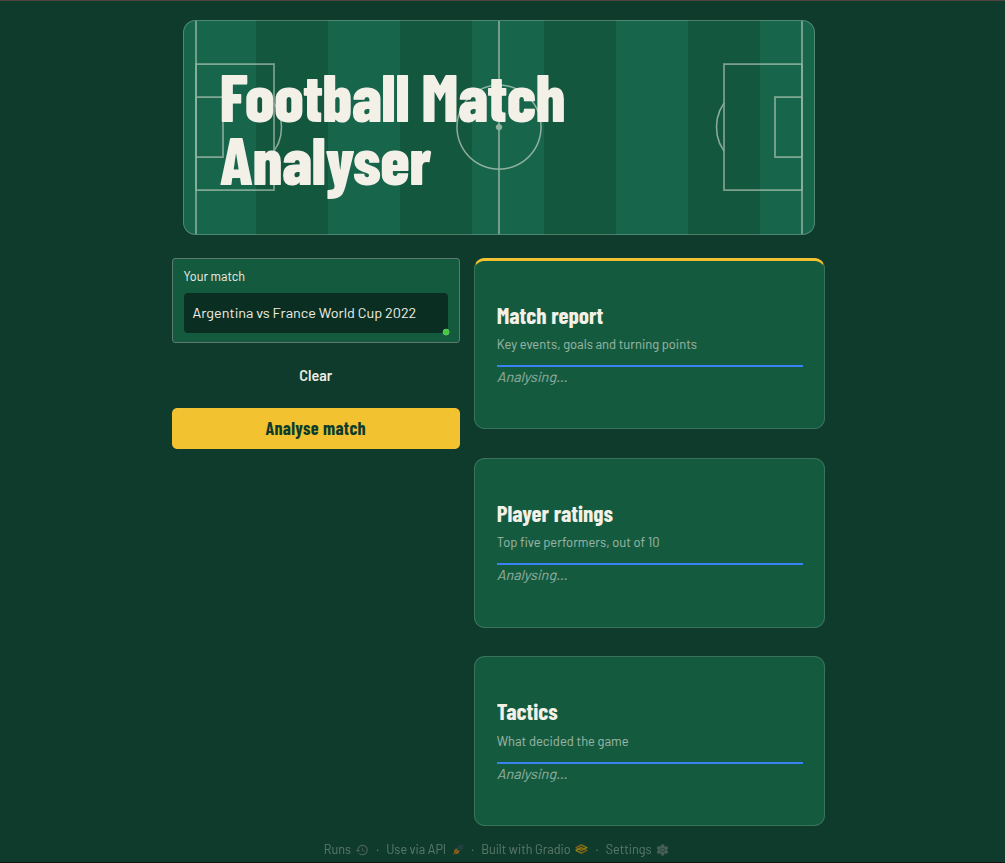 Football Match
Analyser
Your match
Argentina vs France World Cup 2022
Clear
Analyse match
Match report
Key events, goals and turning points
Analysing...
Player ratings
Top five performers, out of 10
Analysing...
Tactics
What decided the game
Analysing...
Runs · Use via API · Built with Gradio · Settings